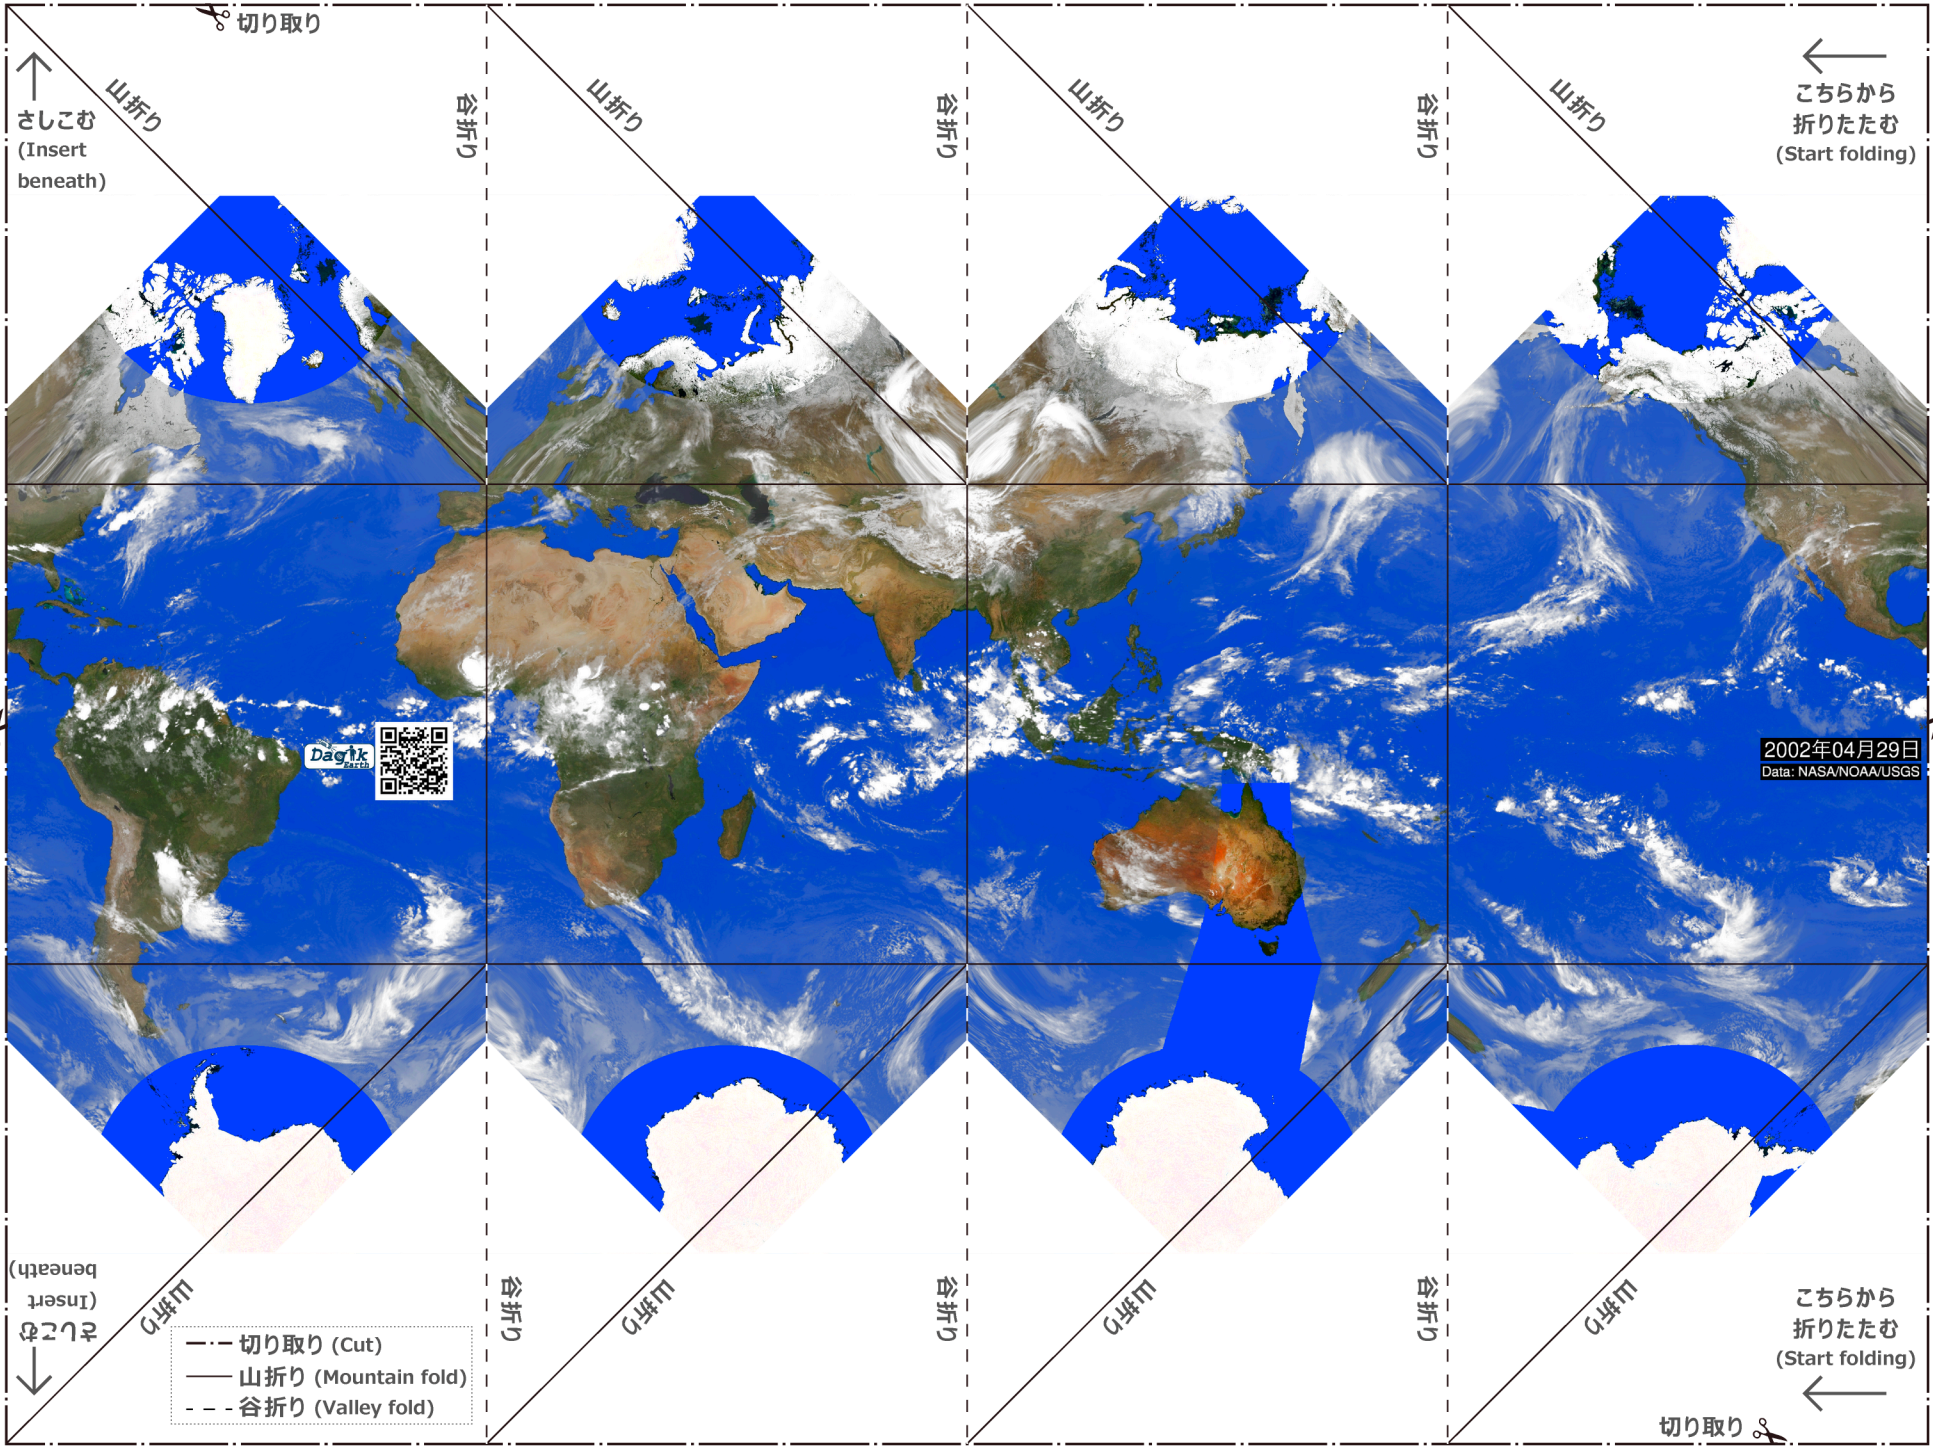 切り取り
山折り
谷折り
山折り
谷折り
山折り
谷折り
山折り
さしこむ
(Insert
beneath)
こちらから
折りたたむ
(Start folding)
Dagik
Earth
2002年04月29日
Data: NASA/NOAA/USGS
さしこむ
(Insert
beneath)
山折り
谷折り
山折り
谷折り
山折り
谷折り
山折り
切り取り (Cut)
山折り (Mountain fold)
谷折り (Valley fold)
こちらから
折りたたむ
(Start folding)
切り取り